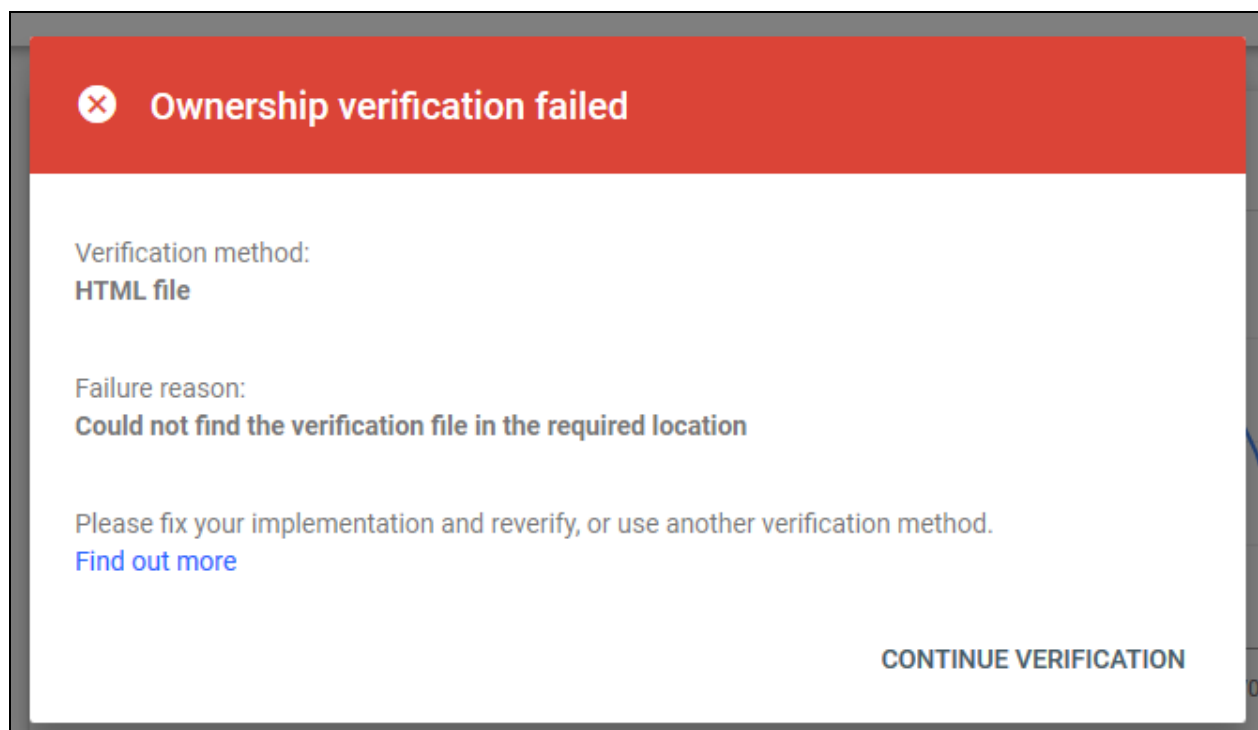 Ownership verification failed
Verification method:
HTML file
Failure reason:
Could not find the verification file in the required location
Please fix your implementation and reverify, or use another verification method.
Find out more
CONTINUE VERIFICATION